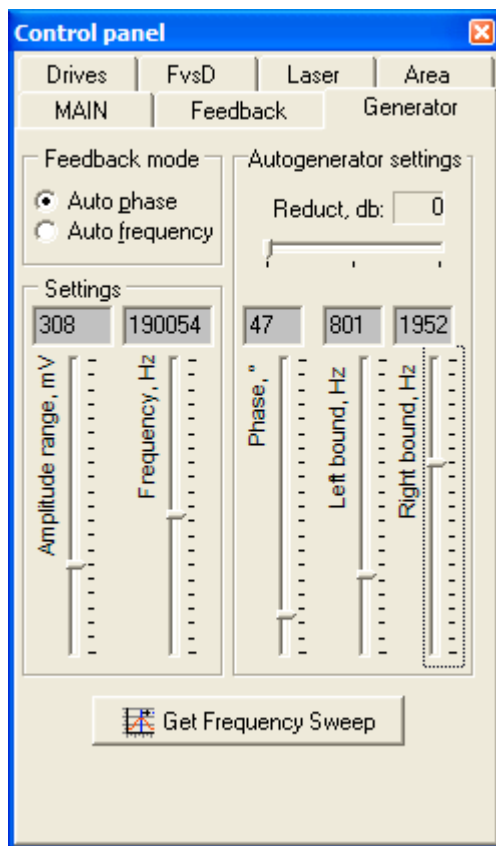 Control panel
Drives FvsD Laser Area
MAIN Feedback Generator
Feedback mode
Auto phase
Auto frequency
Autogenerator settings
Reduct, db: 0
Settings
308 190054
Amplitude range, mV
Frequency, Hz
47 801 1952
Phase, °
Left bound, Hz
Right bound, Hz
Get Frequency Sweep